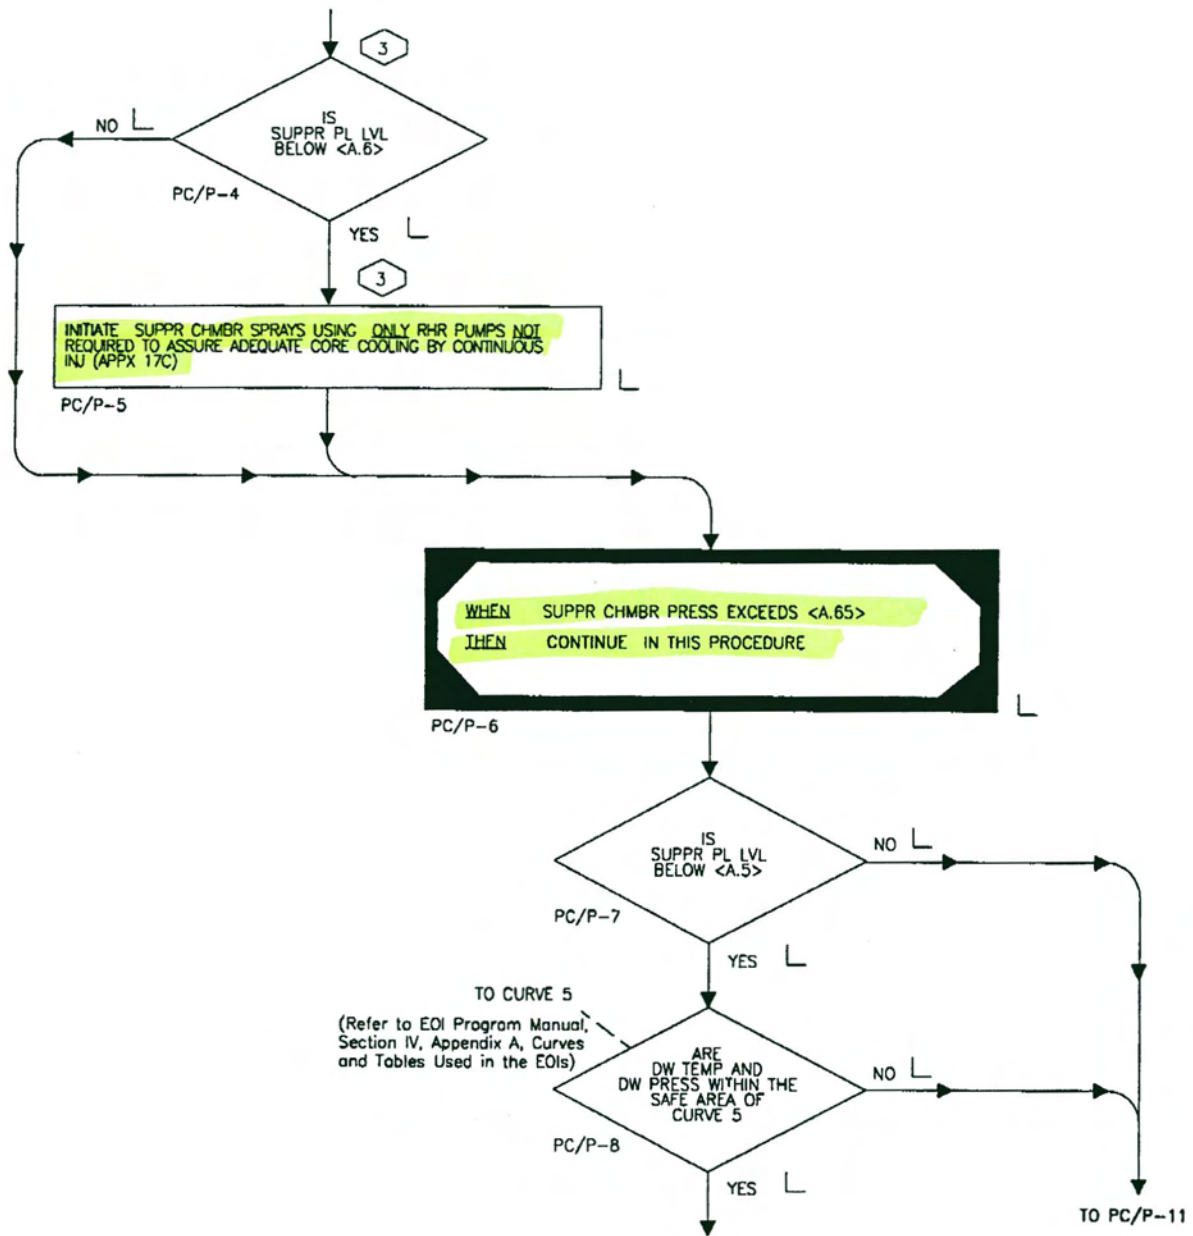 3
IS
SUPPR PL LVL
BELOW <A.6>
NO
PC/P-4
YES
3
INITIATE SUPPR CHMBR SPRAYS USING ONLY RHR PUMPS NOT
REQUIRED TO ASSURE ADEQUATE CORE COOLING BY CONTINUOUS
INJ (APPX 17C)
PC/P-5
WHEN SUPPR CHMBR PRESS EXCEEDS <A.65>
THEN CONTINUE IN THIS PROCEDURE
PC/P-6
IS
SUPPR PL LVL
BELOW <A.5>
NO
PC/P-7
YES
TO CURVE 5
(Refer to EOI Program Manual,
Section IV, Appendix A, Curves
and Tables Used in the EOIs)
ARE
DW TEMP AND
DW PRESS WITHIN THE
SAFE AREA OF
CURVE 5
NO
PC/P-8
YES
TO PC/P-11